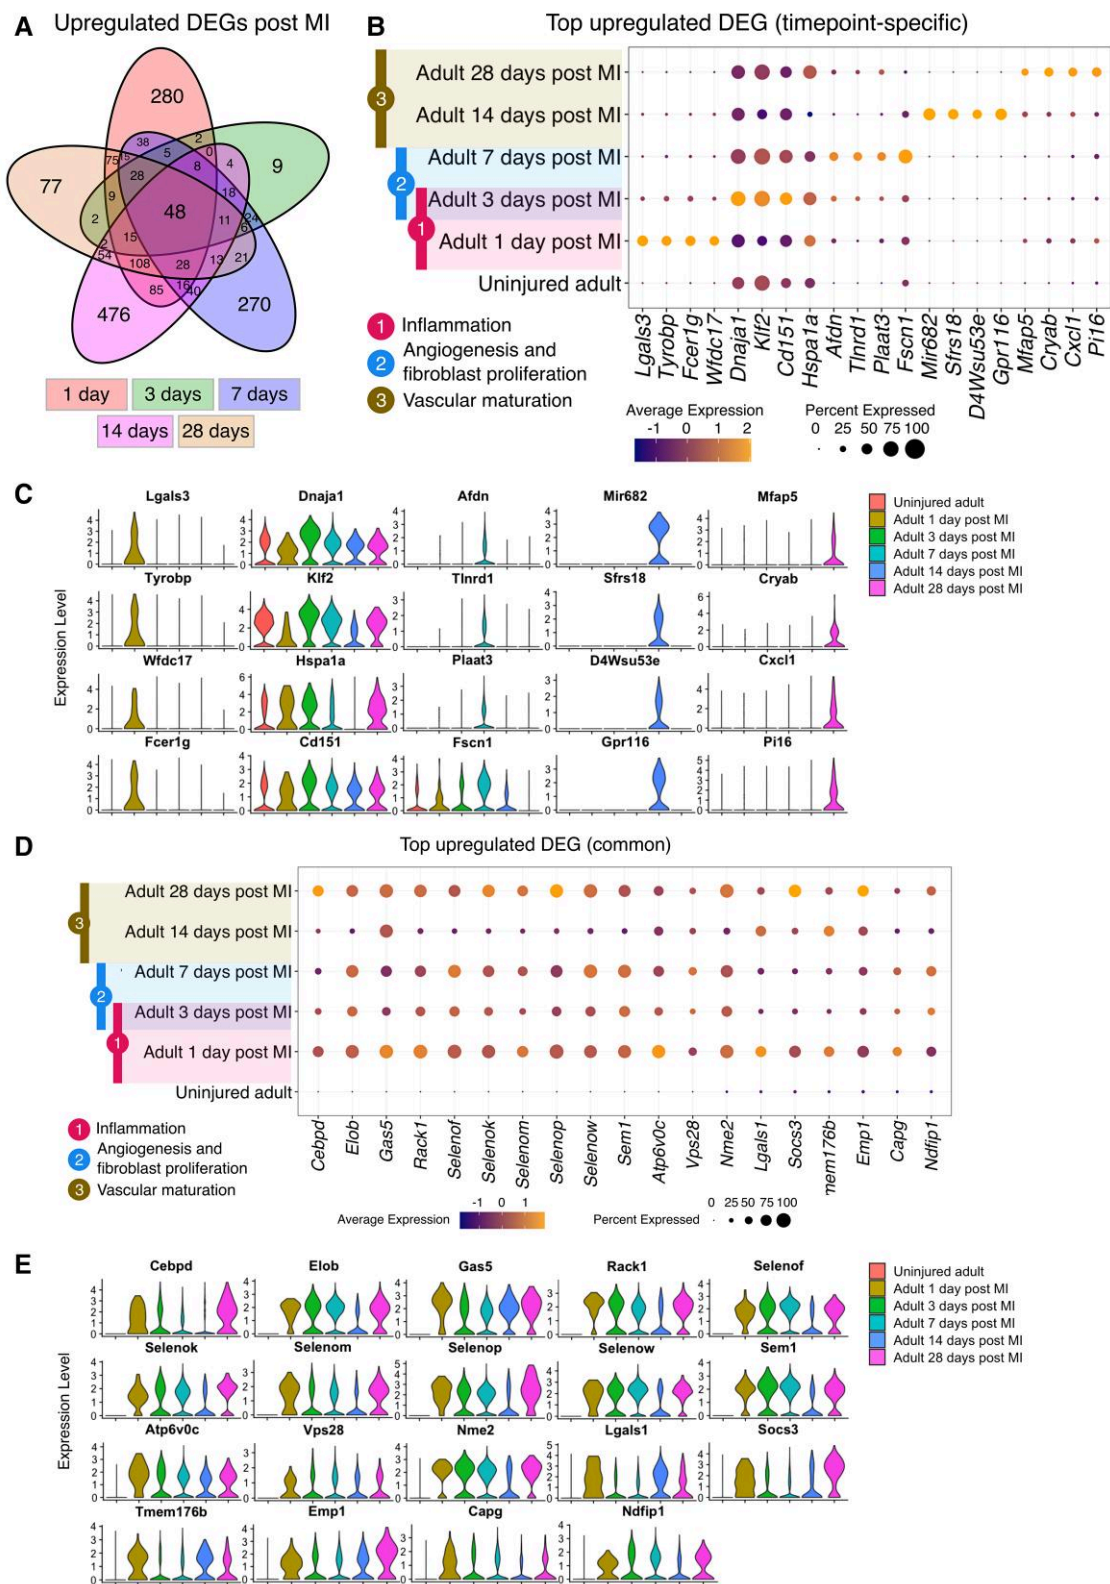 A
Upregulated DEGs post MI
280
9
77
48
476
270
38
2
0
75
15
5
8
4
28
18
9
2
11
24
6
15
2
54
108
28
13
21
85
16
40
1 day
3 days
7 days
14 days
28 days
B
Top upregulated DEG (timepoint-specific)
Adult 28 days post MI
Adult 14 days post MI
Adult 7 days post MI
Adult 3 days post MI
Adult 1 day post MI
Uninjured adult
3
2
1
Lgals3
Tyrobp
Fcer1g
Wfdc17
Dnaja1
Klf2
Cd151
Hspa1a
Afdn
Tlnrd1
Plaat3
Fscn1
Mir682
Sfrs18
D4Wsu53e
Gpr116
Mfap5
Cryab
Cxcl1
Pi16
1 Inflammation
2 Angiogenesis and
fibroblast proliferation
3 Vascular maturation
Average Expression
-1 0 1 2
Percent Expressed
0 25 50 75 100
C
Expression Level
Lgals3
Dnaja1
Afdn
Mir682
Mfap5
Tyrobp
Klf2
Tlnrd1
Sfrs18
Cryab
Wfdc17
Hspa1a
Plaat3
D4Wsu53e
Cxcl1
Fcer1g
Cd151
Fscn1
Gpr116
Pi16
Uninjured adult
Adult 1 day post MI
Adult 3 days post MI
Adult 7 days post MI
Adult 14 days post MI
Adult 28 days post MI
D
Top upregulated DEG (common)
Adult 28 days post MI
Adult 14 days post MI
Adult 7 days post MI
Adult 3 days post MI
Adult 1 day post MI
Uninjured adult
3
2
1
Cebpd
Elob
Gas5
Rack1
Selenof
Selenok
Selenom
Selenop
Selenow
Sem1
Atp6v0c
Vps28
Nme2
Lgals1
Socs3
mem176b
Emp1
Capg
Ndfip1
1 Inflammation
2 Angiogenesis and
fibroblast proliferation
3 Vascular maturation
Average Expression
-1 0 1
Percent Expressed
0 25 50 75 100
E
Expression Level
Cebpd
Elob
Gas5
Rack1
Selenof
Selenok
Selenom
Selenop
Selenow
Sem1
Atp6v0c
Vps28
Nme2
Lgals1
Socs3
Tmem176b
Emp1
Capg
Ndfip1
Uninjured adult
Adult 1 day post MI
Adult 3 days post MI
Adult 7 days post MI
Adult 14 days post MI
Adult 28 days post MI